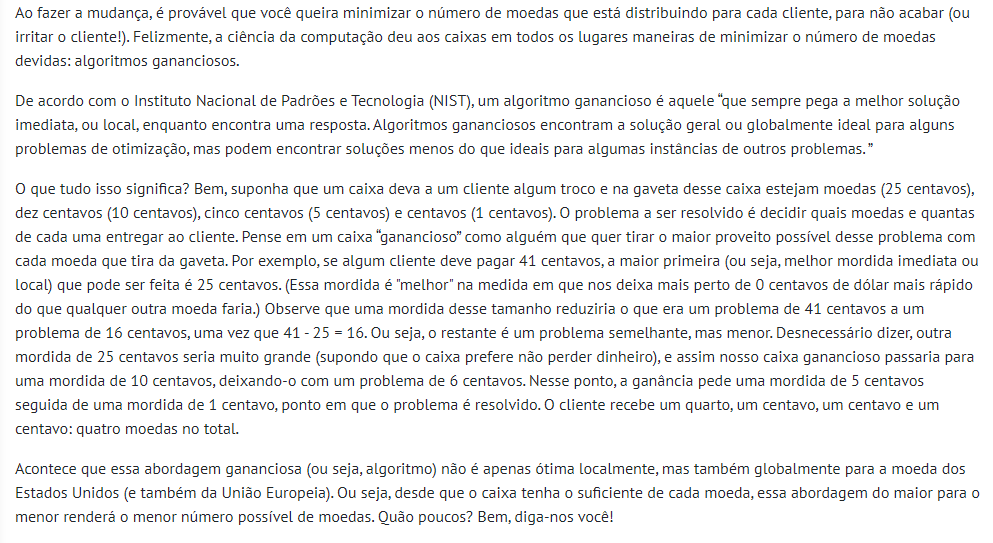 Ao fazer a mudança, é provável que você queira minimizar o número de moedas que está distribuindo para cada cliente, para não acabar (ou
irritar o cliente!). Felizmente, a ciência da computação deu aos caixas em todos os lugares maneiras de minimizar o número de moedas
devidas: algoritmos gananciosos.
De acordo com o Instituto Nacional de Padrões e Tecnologia (NIST), um algoritmo ganancioso é aquele “que sempre pega a melhor solução
imediata, ou local, enquanto encontra uma resposta. Algoritmos gananciosos encontram a solução geral ou globalmente ideal para alguns
problemas de otimização, mas podem encontrar soluções menos do que ideais para algumas instâncias de outros problemas.”
O que tudo isso significa? Bem, suponha que um caixa deva a um cliente algum troco e na gaveta desse caixa estejam moedas (25 centavos),
dez centavos (10 centavos), cinco centavos (5 centavos) e centavos (1 centavos). O problema a ser resolvido é decidir quais moedas e quantas
de cada uma entregar ao cliente. Pense em um caixa “ganancioso” como alguém que quer tirar o maior proveito possível desse problema com
cada moeda que tira da gaveta. Por exemplo, se algum cliente deve pagar 41 centavos, a maior primeira (ou seja, melhor mordida imediata ou
local) que pode ser feita é 25 centavos. (Essa mordida é "melhor" na medida em que nos deixa mais perto de 0 centavos de dólar mais rápido
do que qualquer outra moeda faria.) Observe que uma mordida desse tamanho reduziria o que era um problema de 41 centavos a um
problema de 16 centavos, uma vez que 41 - 25 = 16. Ou seja, o restante é um problema semelhante, mas menor. Desnecessário dizer, outra
mordida de 25 centavos seria muito grande (supondo que o caixa prefere não perder dinheiro), e assim nosso caixa ganancioso passaria para
uma mordida de 10 centavos, deixando-o com um problema de 6 centavos. Nesse ponto, a ganância pede uma mordida de 5 centavos
seguida de uma mordida de 1 centavo, ponto em que o problema é resolvido. O cliente recebe um quarto, um centavo, um centavo e um
centavo: quatro moedas no total.
Acontece que essa abordagem gananciosa (ou seja, algoritmo) não é apenas ótima localmente, mas também globalmente para a moeda dos
Estados Unidos (e também da União Europeia). Ou seja, desde que o caixa tenha o suficiente de cada moeda, essa abordagem do maior para o
menor renderá o menor número possível de moedas. Quão poucos? Bem, diga-nos você!